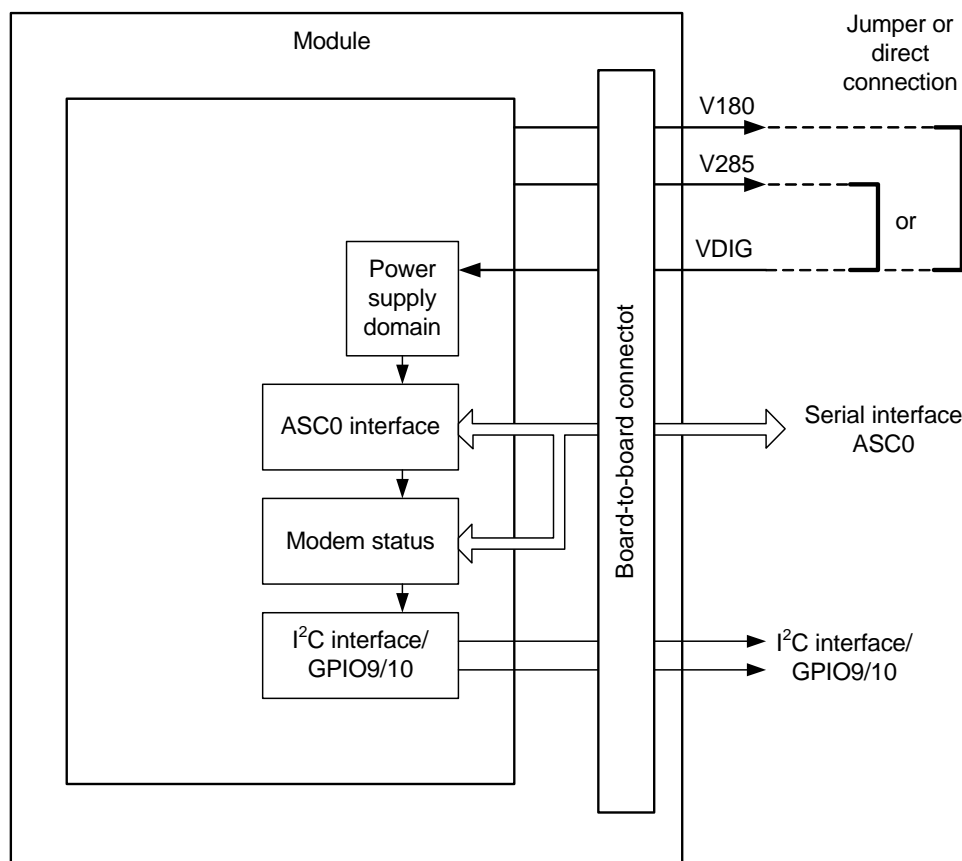 Module
Jumper or
direct
connection
V180
V285
or
VDIG
Power
supply
domain
Board-to-board connectot
ASC0 interface
Serial interface
ASC0
Modem status
I²C interface/
GPIO9/10
I²C interface/
GPIO9/10